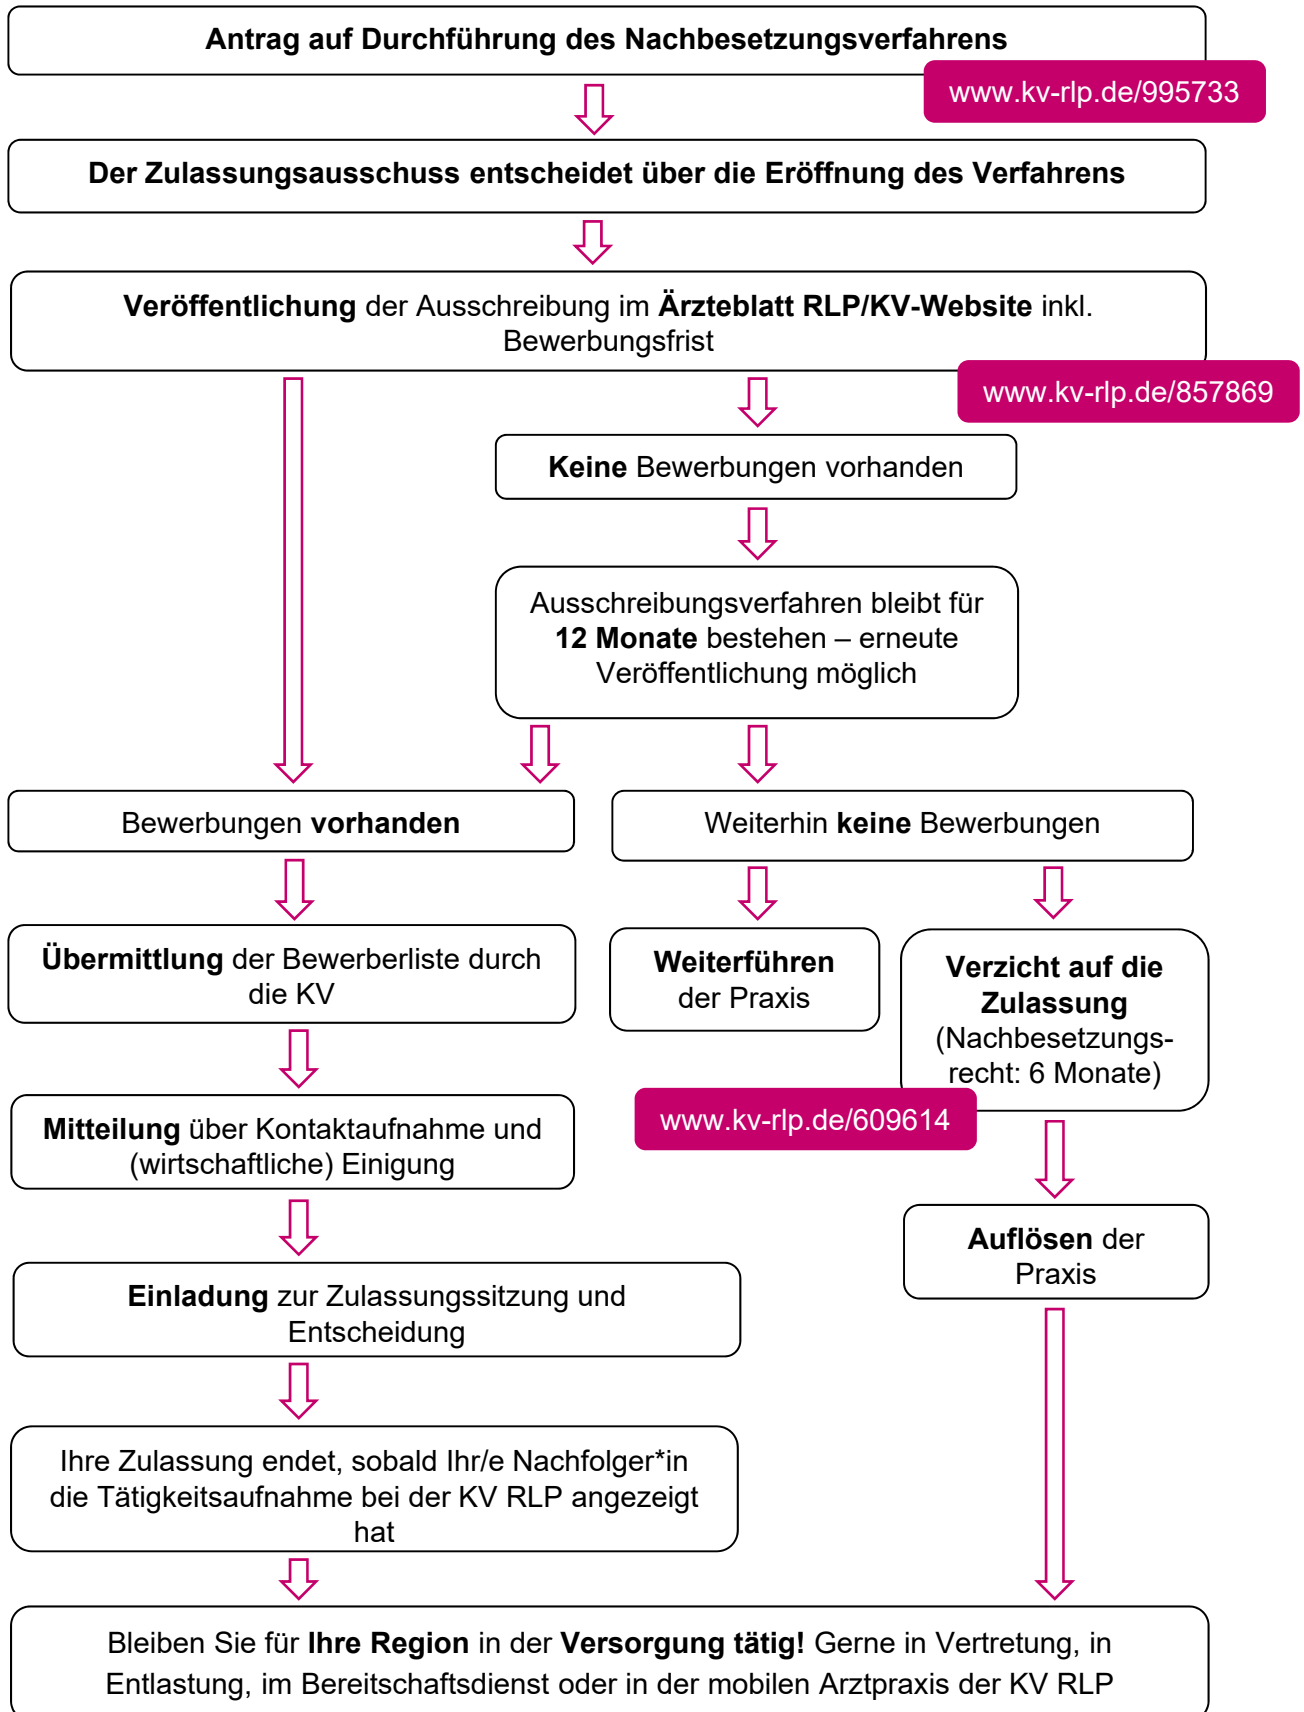 Antrag auf Durchführung des Nachbesetzungsverfahrens
www.kv-rlp.de/995733
Der Zulassungsausschuss entscheidet über die Eröffnung des Verfahrens
Veröffentlichung der Ausschreibung im Ärzteblatt RLP/KV-Website inkl.
Bewerbungsfrist
www.kv-rlp.de/857869
Keine Bewerbungen vorhanden
Ausschreibungsverfahren bleibt für
12 Monate bestehen – erneute
Veröffentlichung möglich
Bewerbungen vorhanden
Weiterhin keine Bewerbungen
Übermittlung der Bewerberliste durch
die KV
Weiterführen
der Praxis
Verzicht auf die
Zulassung
(Nachbesetzungs-
recht: 6 Monate)
www.kv-rlp.de/609614
Mitteilung über Kontaktaufnahme und
(wirtschaftliche) Einigung
Auflösen der
Praxis
Einladung zur Zulassungssitzung und
Entscheidung
Ihre Zulassung endet, sobald Ihr/e Nachfolger*in
die Tätigkeitsaufnahme bei der KV RLP angezeigt
hat
Bleiben Sie für Ihre Region in der Versorgung tätig! Gerne in Vertretung, in
Entlastung, im Bereitschaftsdienst oder in der mobilen Arztpraxis der KV RLP